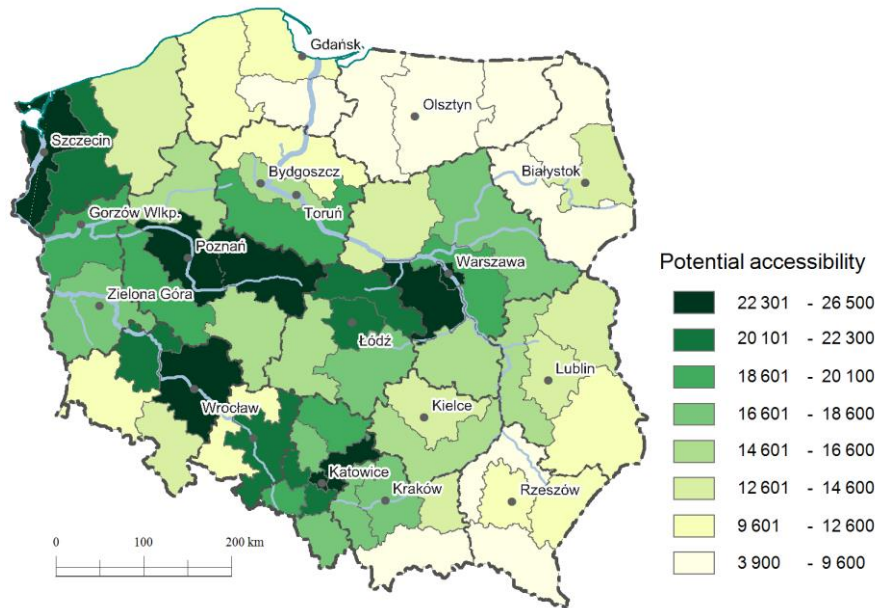 Gdańsk
Olsztyn
Szczecin
Białystok
Bydgoszcz
Toruń
Gorzów Wlkp.
Poznań
Warszawa
Zielona Góra
Łódź
Lublin
Wrocław
Kielce
Katowice
Kraków
Rzeszów
0 100 200 km
Potential accessibility
22 301 - 26 500
20 101 - 22 300
18 601 - 20 100
16 601 - 18 600
14 601 - 16 600
12 601 - 14 600
9 601 - 12 600
3 900 - 9 600